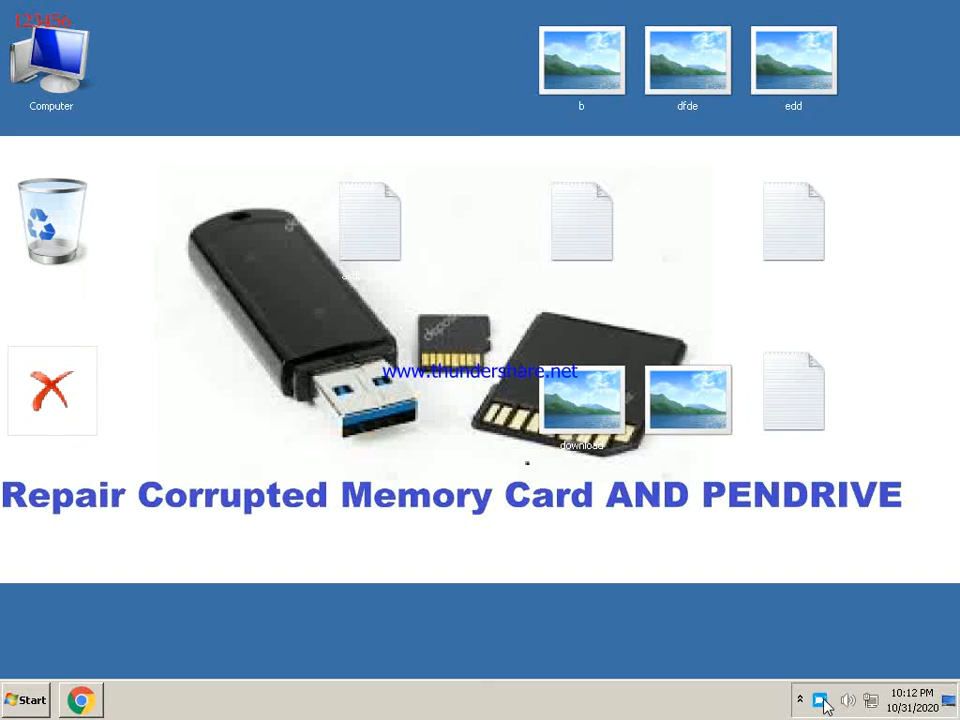 123456
Computer
b
dfde
edd
www.thundershare.net
download
Repair Corrupted Memory Card AND PENDRIVE
Start
10:12 PM
10/31/2020